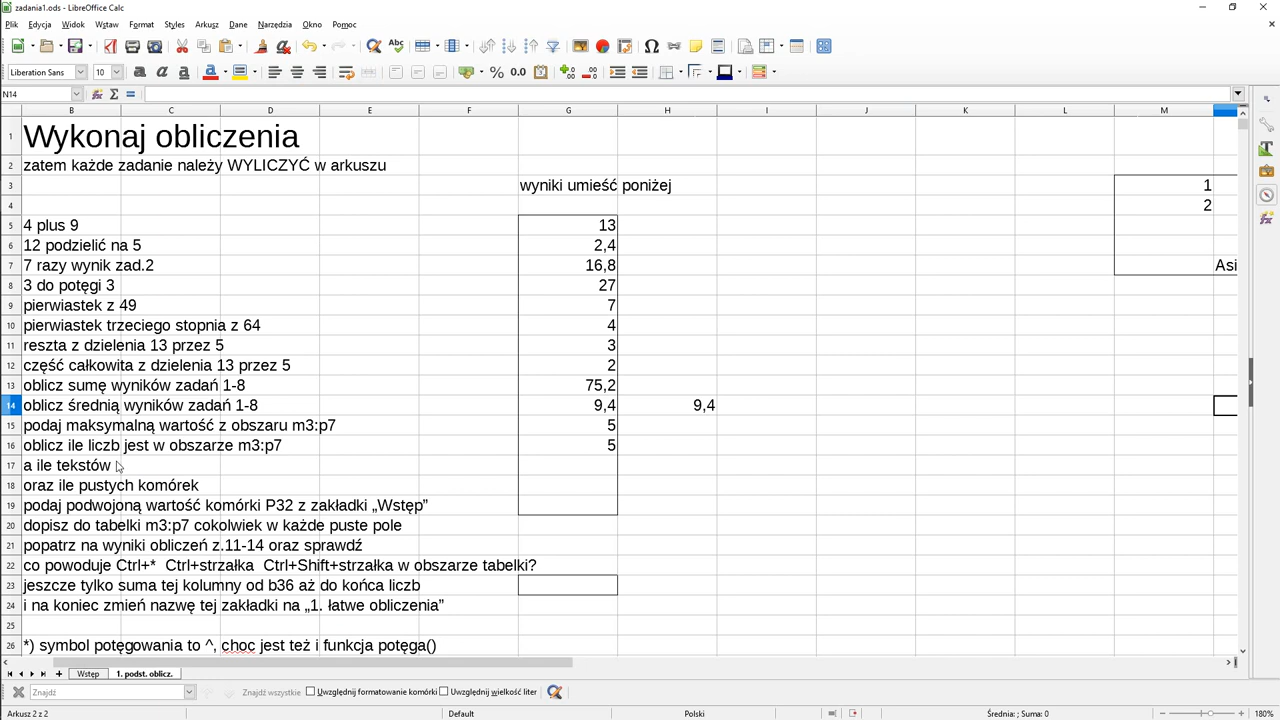 zadania1.ods - LibreOffice Calc
Plik Edycja Widok Wstaw Format Styles Arkusz Dane Narzędzia Okno Pomoc
Liberation Sans 10
N14
B C D E F G H I J K L M
1 Wykonaj obliczenia
2 zatem każde zadanie należy WYLICZYĆ w arkuszu
3 wyniki umieść poniżej 1
4 2
5 4 plus 9 13
6 12 podzielić na 5 2,4
7 7 razy wynik zad.2 16,8 Asi
8 3 do potęgi 3 27
9 pierwiastek z 49 7
10 pierwiastek trzeciego stopnia z 64 4
11 reszta z dzielenia 13 przez 5 3
12 część całkowita z dzielenia 13 przez 5 2
13 oblicz sumę wyników zadań 1-8 75,2
14 oblicz średnią wyników zadań 1-8 9,4 9,4
15 podaj maksymalną wartość z obszaru m3:p7 5
16 oblicz ile liczb jest w obszarze m3:p7 5
17 a ile tekstów
18 oraz ile pustych komórek
19 podaj podwojoną wartość komórki P32 z zakładki „Wstęp”
20 dopisz do tabelki m3:p7 cokolwiek w każde puste pole
21 popatrz na wyniki obliczeń z.11-14 oraz sprawdź
22 co powoduje Ctrl+* Ctrl+strzałka Ctrl+Shift+strzałka w obszarze tabelki?
23 jeszcze tylko suma tej kolumny od b36 aż do końca liczb
24 i na koniec zmień nazwę tej zakładki na „1. łatwe obliczenia”
25
26 *) symbol potęgowania to ^, choc jest też i funkcja potęga()
Wstęp 1. podst. oblicz.
Znajdź Znajdź wszystkie Uwzględnij formatowanie komórki Uwzględnij wielkość liter
Arkusz 2 z 2 Default Polski Średnia: ; Suma: 0 180%